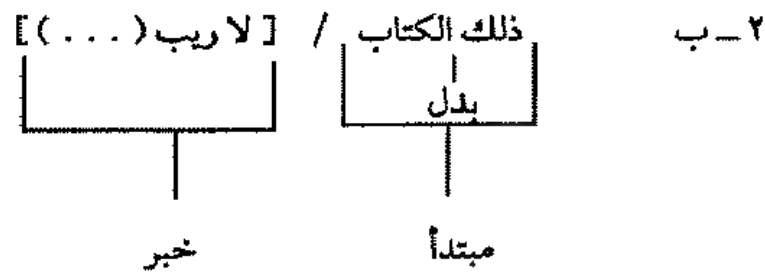 ٢ – ب ذلك الكتاب / [ لا ريب ( . . . ) ]
بدل
مبتدأ خبر